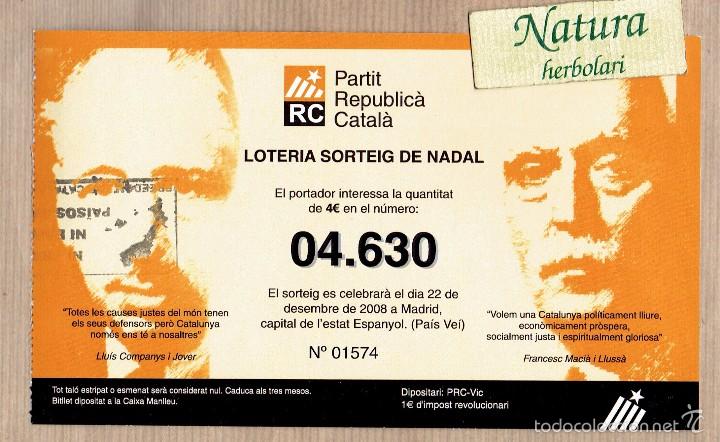 Natura
herbolari
RC
Partit
Republicà
Català
LOTERIA SORTEIG DE NADAL
El portador interessa la quantitat
de 4€ en el número:
04.630
El sorteig es celebrarà el dia 22 de
desembre de 2008 a Madrid,
capital de l'estat Espanyol. (País Veí)
Nº 01574
PAÏSOS
NI E
"Totes les causes justes del món tenen
els seus defensors però Catalunya
només ens té a nosaltres"
Lluís Companys i Jover
"Volem una Catalunya políticament lliure,
econòmicament pròspera,
socialment justa i espiritualment gloriosa"
Francesc Macià i Llussà
Tot taló estripat o esmenat serà considerat nul. Caduca als tres mesos.
Bitllet dipositat a la Caixa Manlleu.
Dipositari: PRC-Vic
1€ d'impost revolucionari
todocoleccion.net